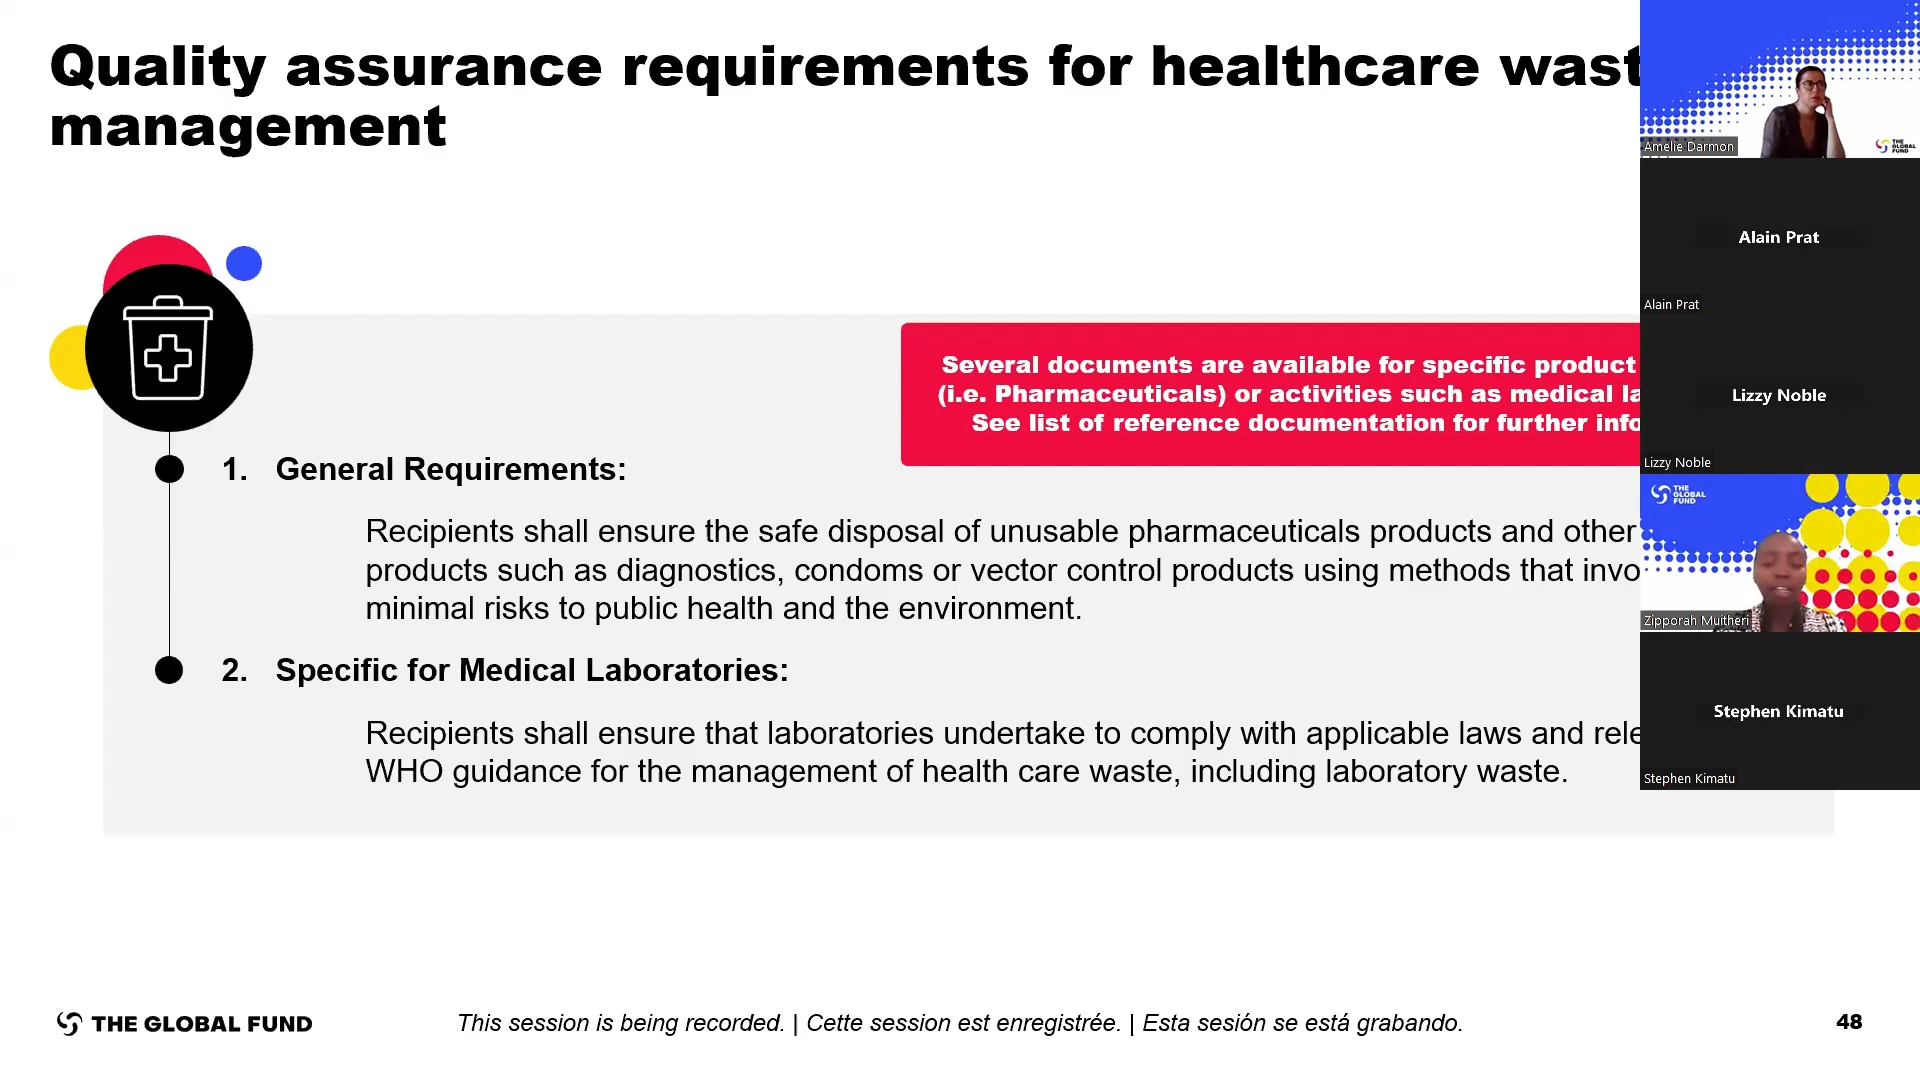 Quality assurance requirements for healthcare wast
management
Several documents are available for specific product
(i.e. Pharmaceuticals) or activities such as medical la
See list of reference documentation for further info
1. General Requirements:
Recipients shall ensure the safe disposal of unusable pharmaceuticals products and other
products such as diagnostics, condoms or vector control products using methods that invo
minimal risks to public health and the environment.
2. Specific for Medical Laboratories:
Recipients shall ensure that laboratories undertake to comply with applicable laws and rele
WHO guidance for the management of health care waste, including laboratory waste.
THE GLOBAL FUND
This session is being recorded. | Cette session est enregistrée. | Esta sesión se está grabando.
48
Amelie Darmon
THE
GLOBAL
FUND
Alain Prat
Alain Prat
Lizzy Noble
Lizzy Noble
THE
GLOBAL
FUND
Zipporah Muitheri
Stephen Kimatu
Stephen Kimatu